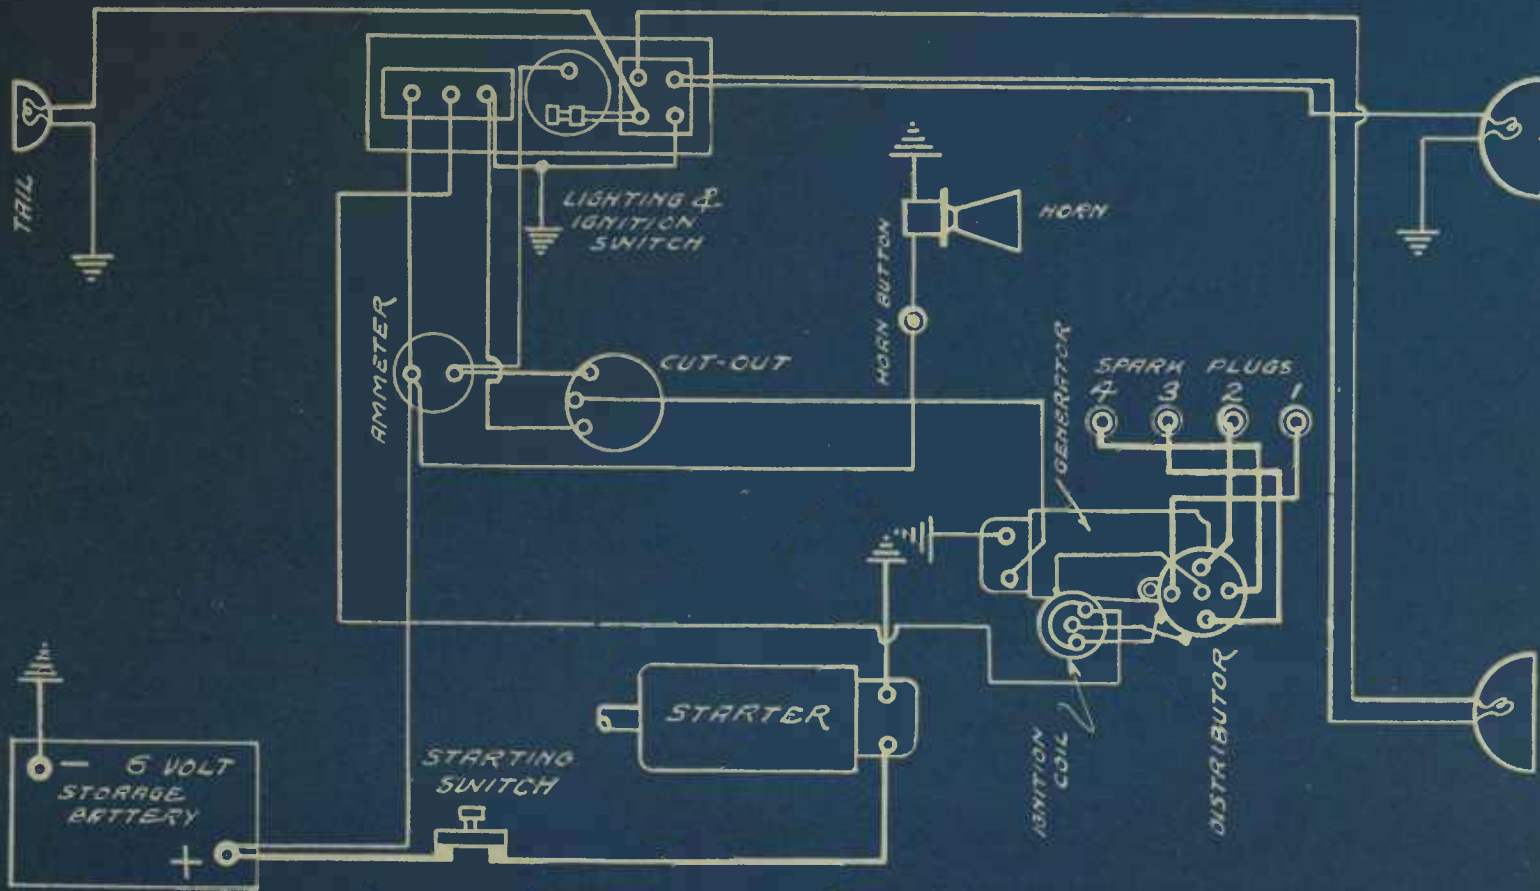 TAIL
LIGHTING &
IGNITION
SWITCH
HORN
HORN BUTTON
AMMETER
CUT-OUT
GENERATOR
SPARK PLUGS
4 3 2 1
STARTER
STARTING
SWITCH
IGNITION
COIL
DISTRIBUTOR
— 6 VOLT
STORAGE
BATTERY
+